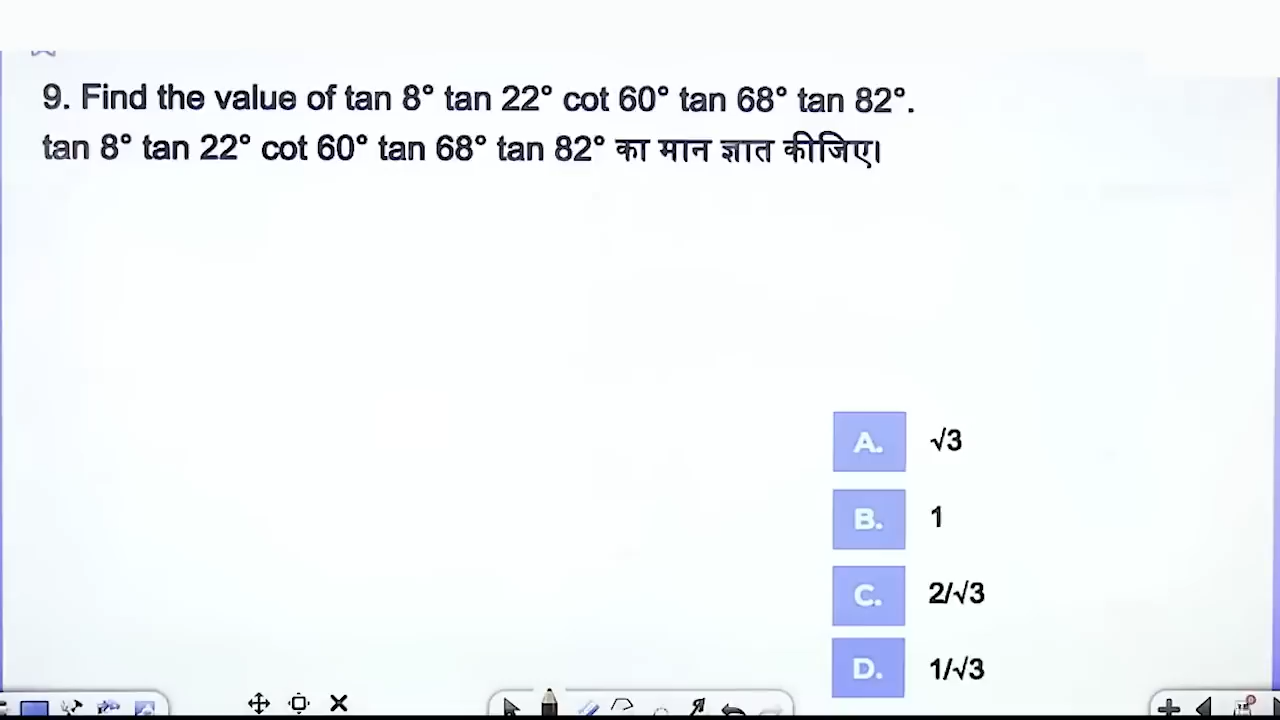 9. Find the value of tan 8° tan 22° cot 60° tan 68° tan 82°.
tan 8° tan 22° cot 60° tan 68° tan 82° का मान ज्ञात कीजिए।
A. √3
B. 1
C. 2/√3
D. 1/√3